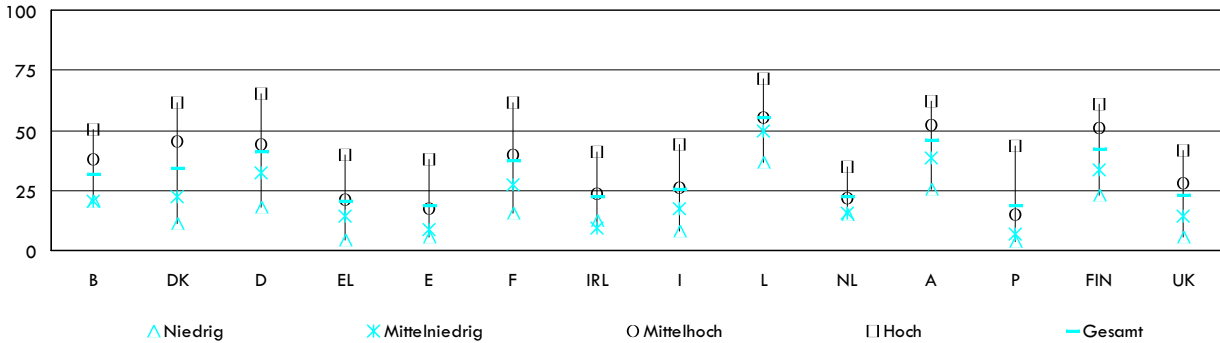 100
75
50
25
0
B DK D EL E F IRL I L NL A P FIN UK
Niedrig Mittelniedrig Mittelhoch Hoch Gesamt